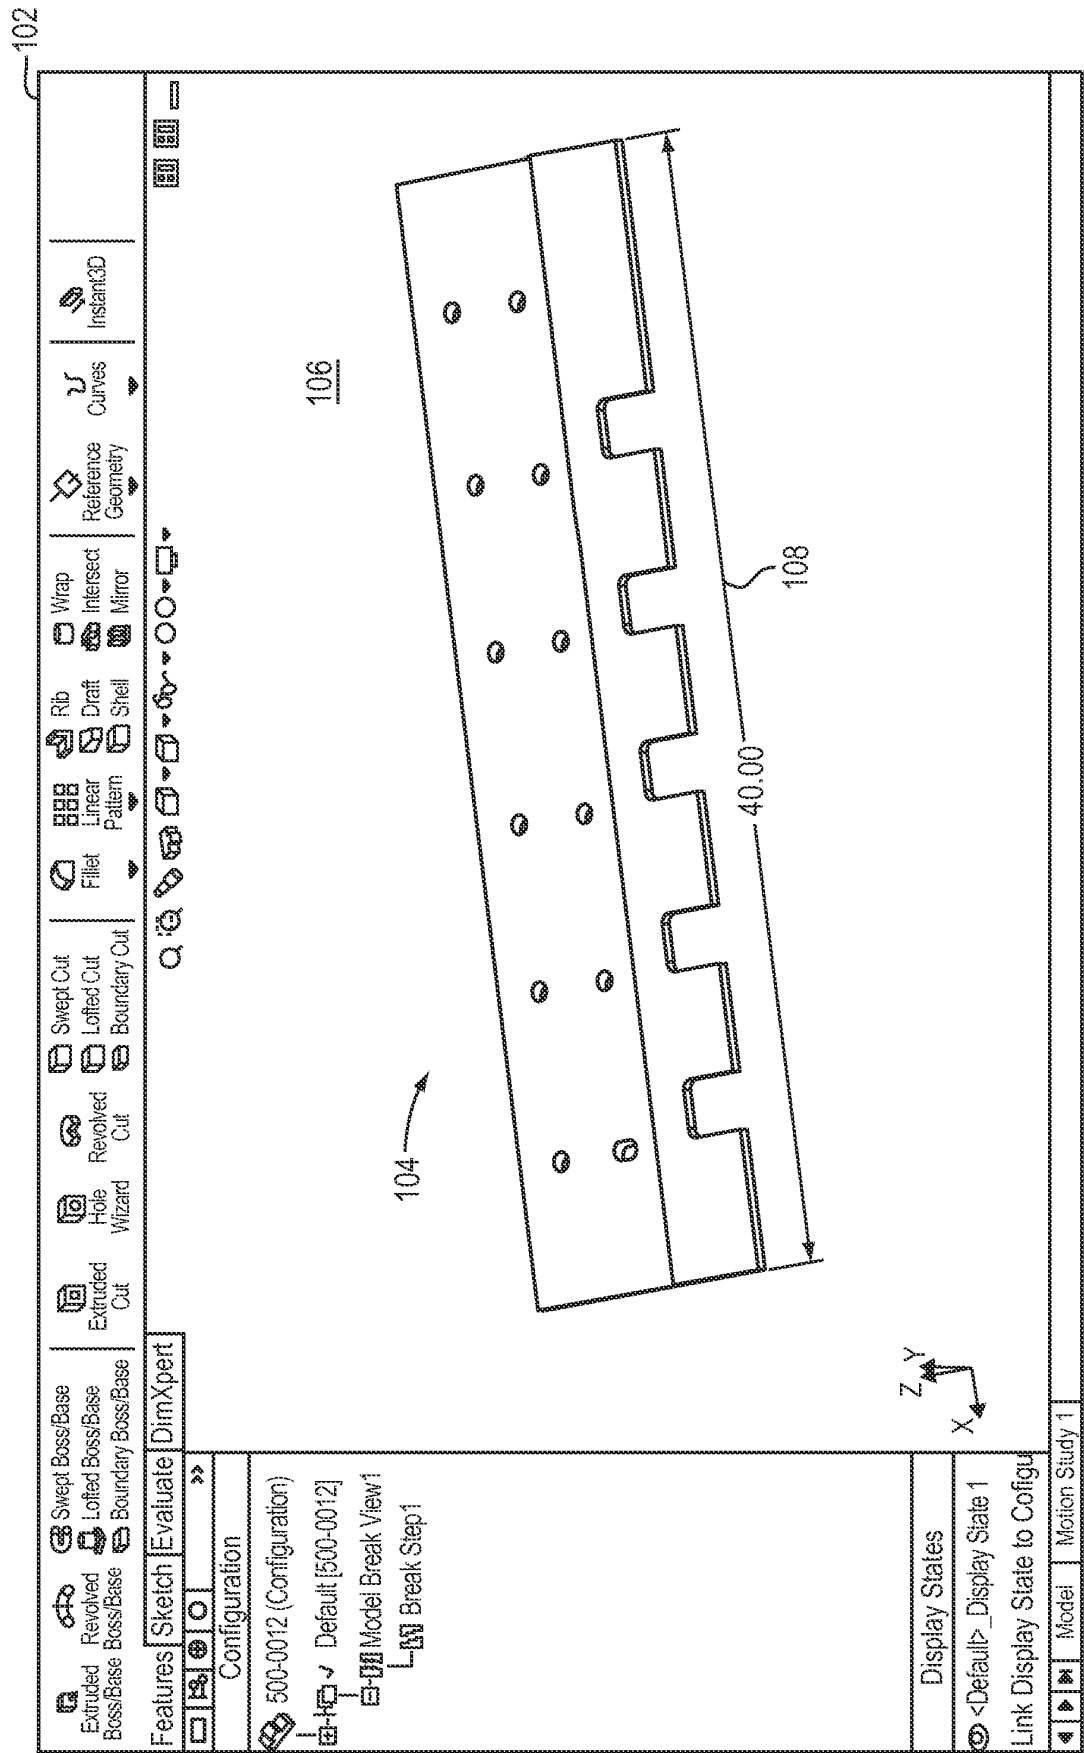 102
Extruded Boss/Base
Revolved Boss/Base
Swept Boss/Base
Lofted Boss/Base
Boundary Boss/Base
Extruded Cut
Hole Wizard
Revolved Cut
Swept Cut
Lofted Cut
Boundary Cut
Fillet
Linear Pattern
Rib
Draft
Shell
Wrap
Intersect
Mirror
Reference Geometry
Curves
Instant3D
Features
Sketch
Evaluate
DimXpert
>>
Configuration
500-0012 (Configuration)
Default [500-0012]
Model Break View1
Break Step1
104
106
40.00
108
Z
Y
X
Display States
<Default>_Display State 1
Link Display State to Cofigu
Model
Motion Study 1